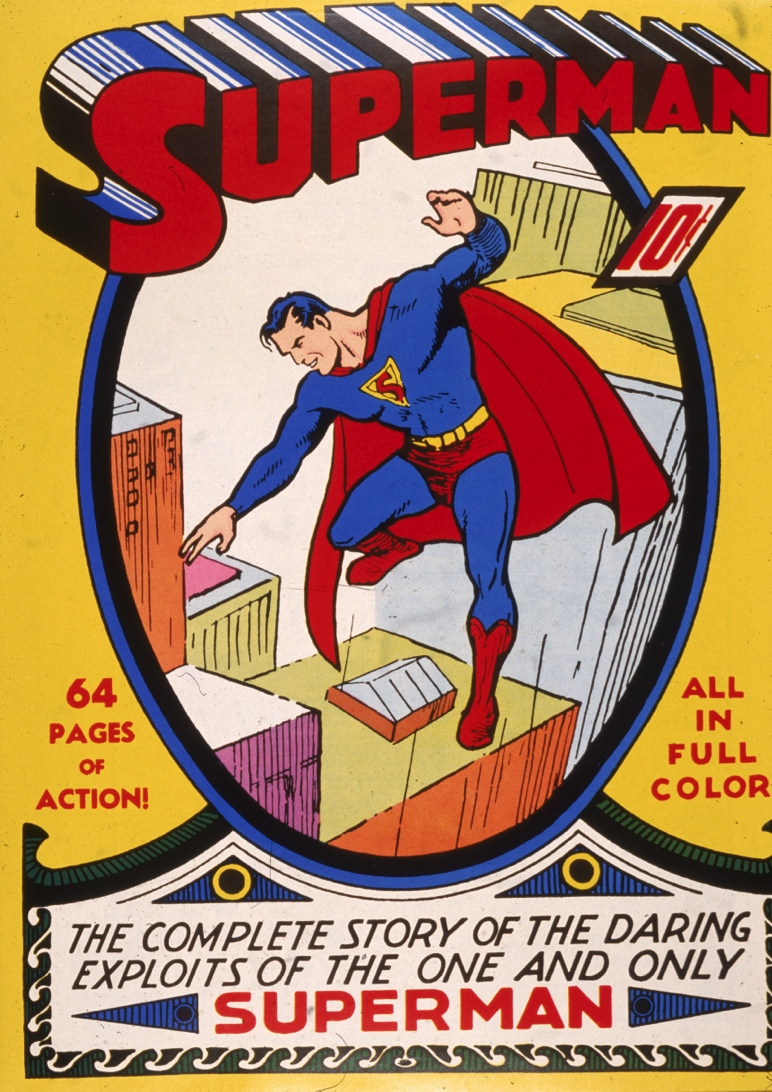 SUPERMAN
10¢
S
64
PAGES
OF
ACTION!
ALL
IN
FULL
COLOR
THE COMPLETE STORY OF THE DARING
EXPLOITS OF THE ONE AND ONLY
SUPERMAN